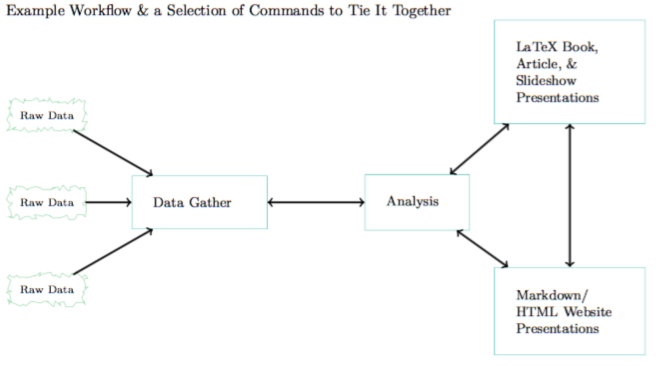 Example Workflow & a Selection of Commands to Tie It Together
LaTeX Book,
Article, &
Slideshow
Presentations
Raw Data
Raw Data
Data Gather
Analysis
Raw Data
Markdown/
HTML Website
Presentations